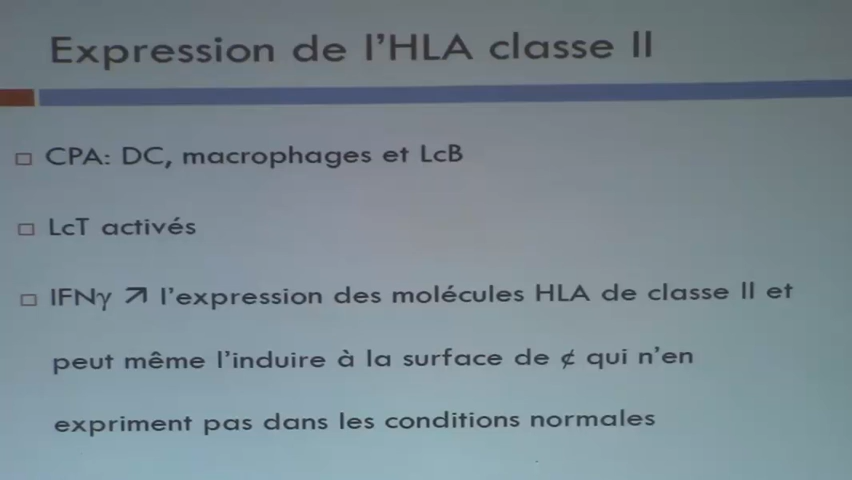 Expression de l'HLA classe II
CPA: DC, macrophages et LcB
LcT activés
IFNγ ↗ l'expression des molécules HLA de classe II et
peut même l'induire à la surface de ¢ qui n'en
expriment pas dans les conditions normales